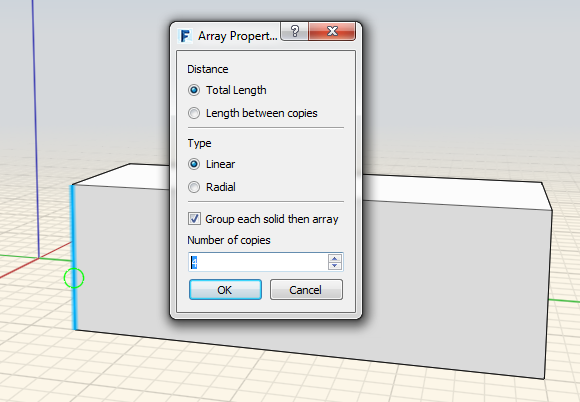 F Array Propert... ?
Distance
Total Length
Length between copies
Type
Linear
Radial
Group each solid then array
Number of copies
OK Cancel